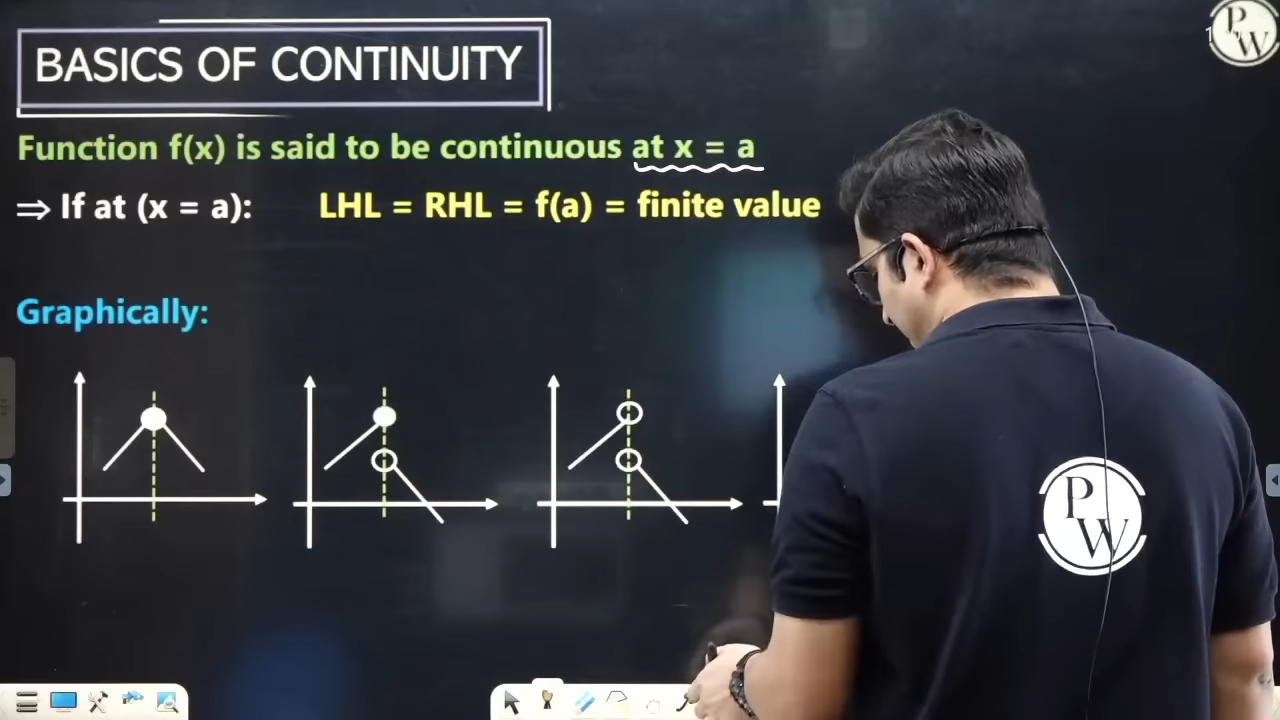 BASICS OF CONTINUITY
PW
Function f(x) is said to be continuous at x = a
⇒ If at (x = a): LHL = RHL = f(a) = finite value
Graphically:
PW